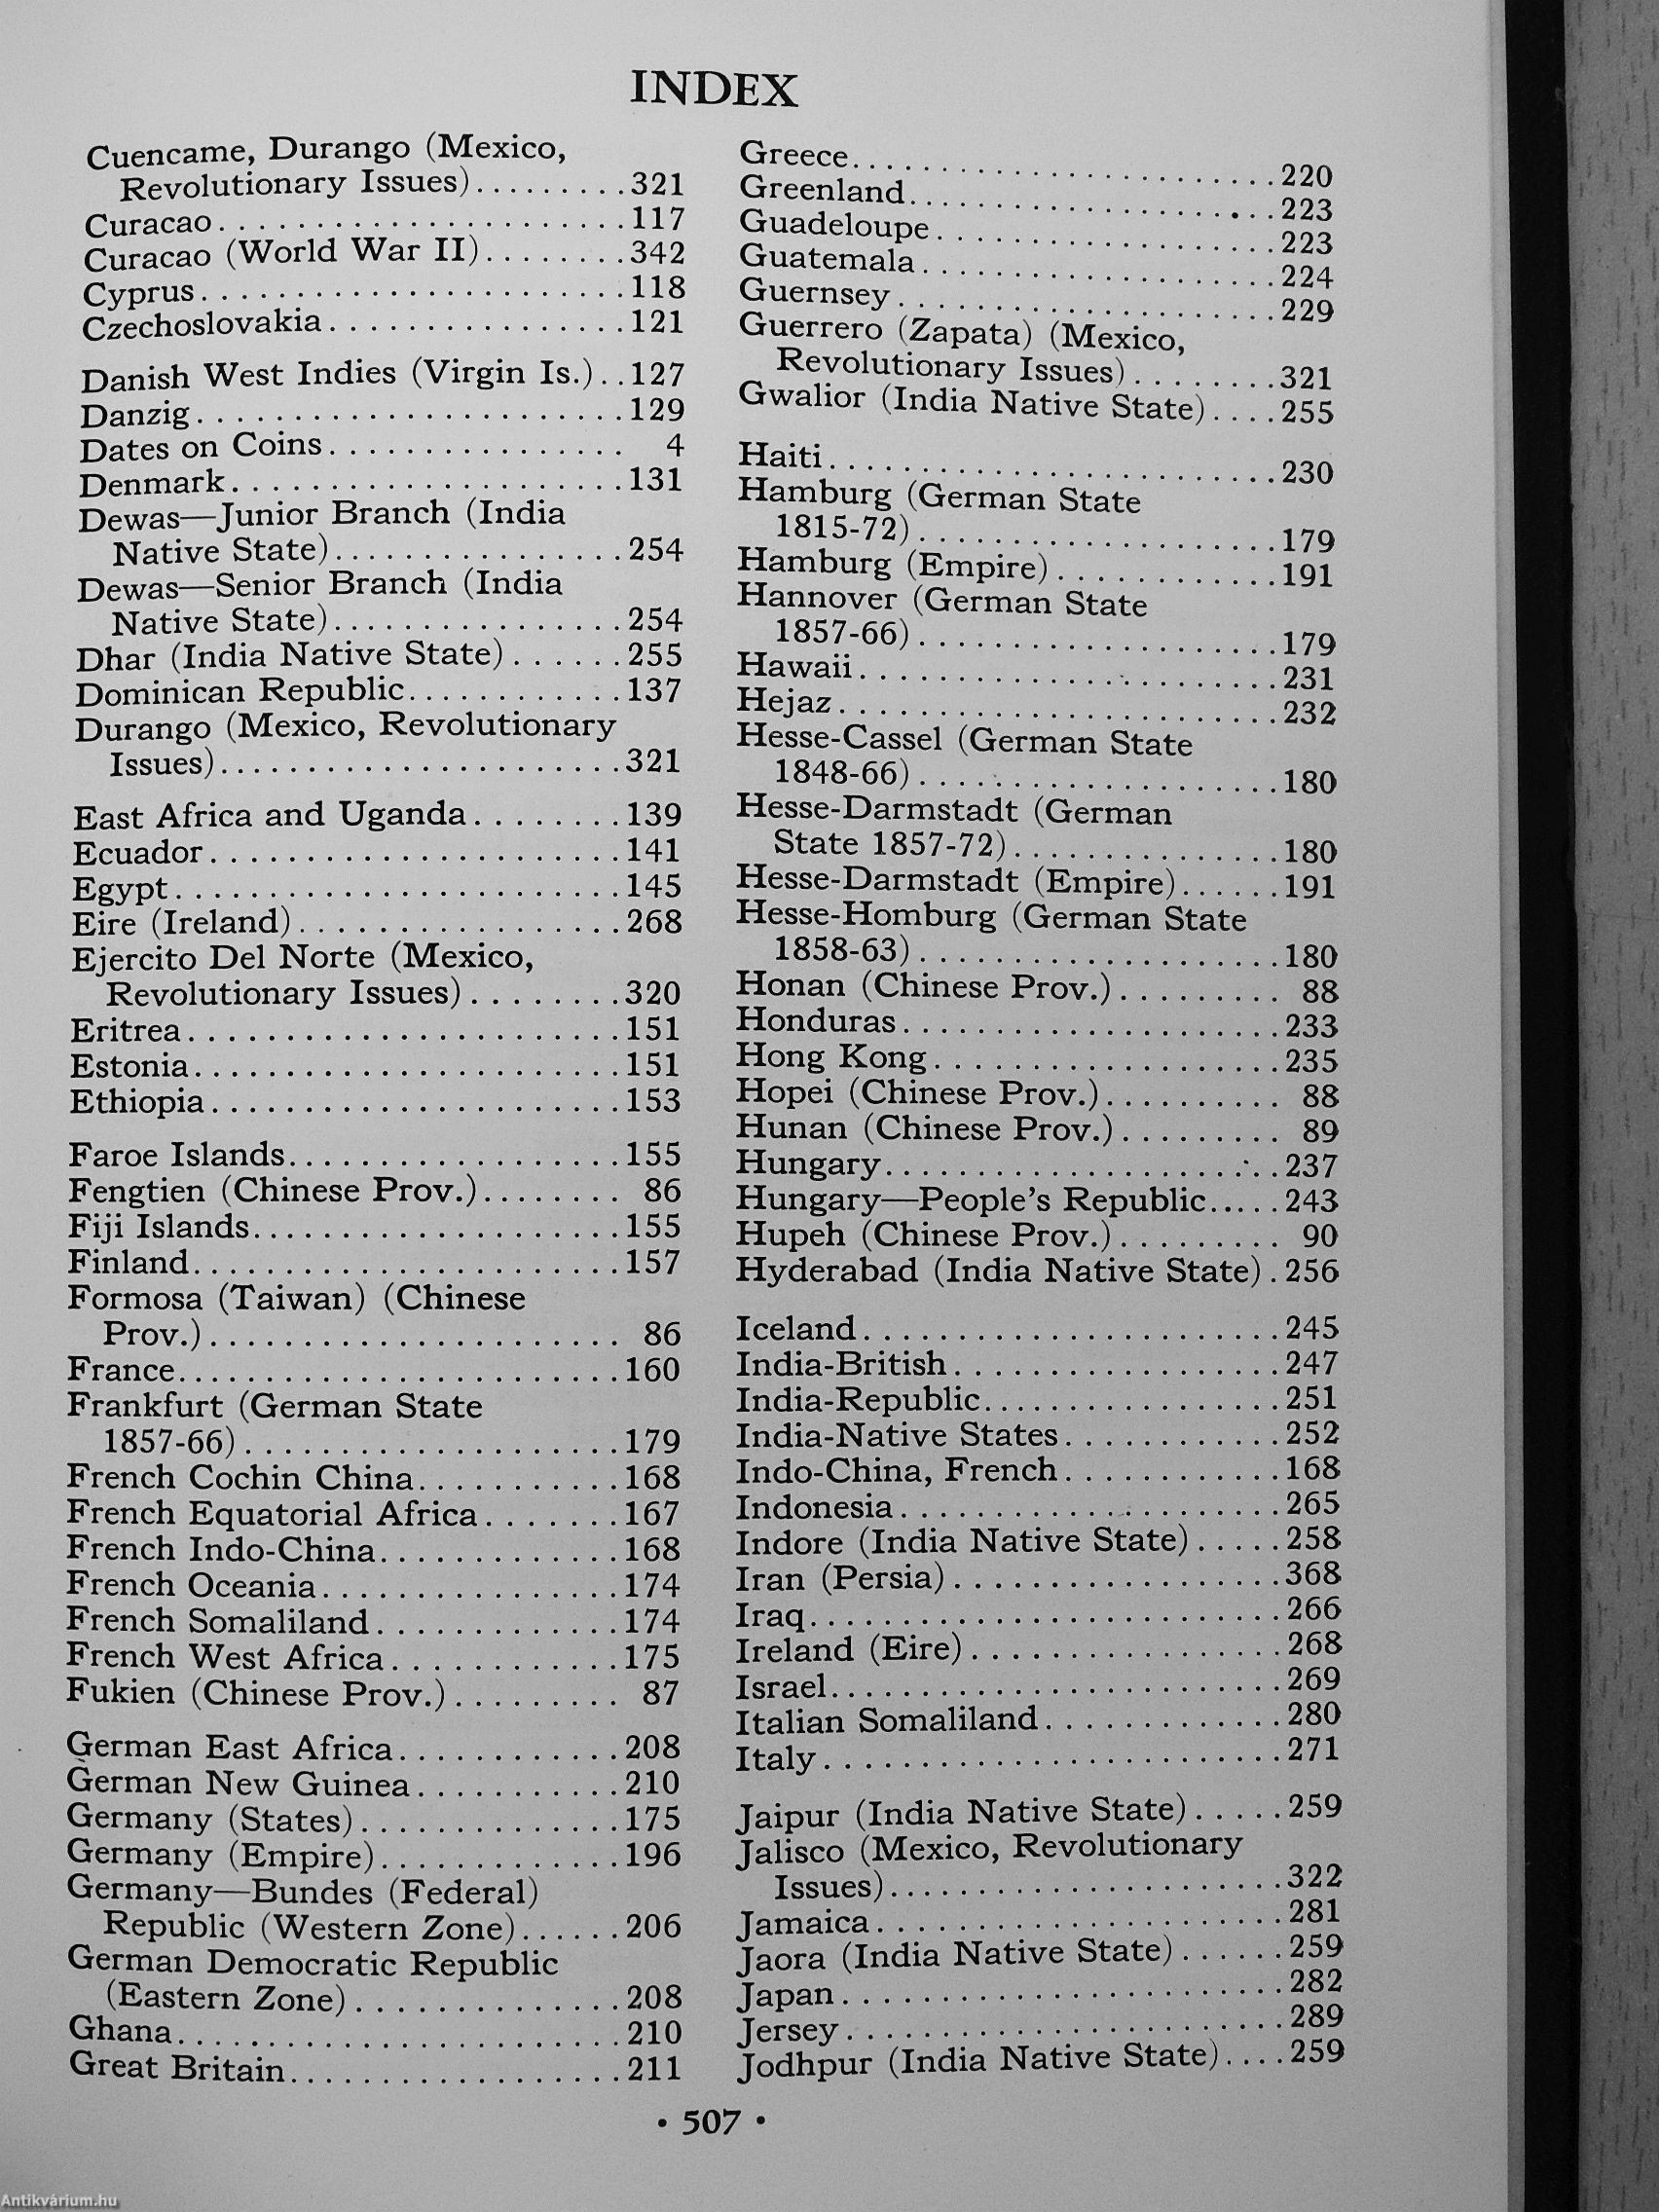 INDEX
Cuencame, Durango (Mexico,
Revolutionary Issues).........321
Curacao......................117
Curacao (World War II)........342
Cyprus.......................118
Czechoslovakia................121
Danish West Indies (Virgin Is.)..127
Danzig.......................129
Dates on Coins................ 4
Denmark.....................131
Dewas—Junior Branch (India
Native State)................254
Dewas—Senior Branch (India
Native State)................254
Dhar (India Native State)......255
Dominican Republic............137
Durango (Mexico, Revolutionary
Issues)......................321
East Africa and Uganda........139
Ecuador......................141
Egypt........................145
Eire (Ireland)..................268
Ejercito Del Norte (Mexico,
Revolutionary Issues)........320
Eritrea........................151
Estonia.......................151
Ethiopia......................153
Faroe Islands..................155
Fengtien (Chinese Prov.)........ 86
Fiji Islands....................155
Finland.......................157
Formosa (Taiwan) (Chinese
Prov.)....................... 86
France........................160
Frankfurt (German State
1857-66)....................179
French Cochin China...........168
French Equatorial Africa.......167
French Indo-China.............168
French Oceania................174
French Somaliland.............174
French West Africa............175
Fukien (Chinese Prov.)......... 87
German East Africa............208
German New Guinea...........210
Germany (States)..............175
Germany (Empire).............196
Germany—Bundes (Federal)
Republic (Western Zone)......206
German Democratic Republic
(Eastern Zone)...............208
Ghana........................210
Great Britain..................211
Greece.......................220
Greenland....................223
Guadeloupe..................223
Guatemala...................224
Guernsey....................229
Guerrero (Zapata) (Mexico,
Revolutionary Issues)........321
Gwalior (India Native State)....255
Haiti........................230
Hamburg (German State
1815-72)...................179
Hamburg (Empire)............191
Hannover (German State
1857-66)...................179
Hawaii.......................231
Hejaz........................232
Hesse-Cassel (German State
1848-66)...................180
Hesse-Darmstadt (German
State 1857-72)..............180
Hesse-Darmstadt (Empire)......191
Hesse-Homburg (German State
1858-63)...................180
Honan (Chinese Prov.)......... 88
Honduras....................233
Hong Kong...................235
Hopei (Chinese Prov.).......... 88
Hunan (Chinese Prov.)......... 89
Hungary.....................237
Hungary—People's Republic.....243
Hupeh (Chinese Prov.)......... 90
Hyderabad (India Native State).256
Iceland.......................245
India-British..................247
India-Republic................251
India-Native States............252
Indo-China, French............168
Indonesia.....................265
Indore (India Native State).....258
Iran (Persia)..................368
Iraq.........................266
Ireland (Eire).................268
Israel........................269
Italian Somaliland.............280
Italy.........................271
Jaipur (India Native State).....259
Jalisco (Mexico, Revolutionary
Issues).....................322
Jamaica......................281
Jaora (India Native State)......259
Japan........................282
Jersey.......................289
Jodhpur (India Native State)....259
• 507 •
Antikvárium.hu